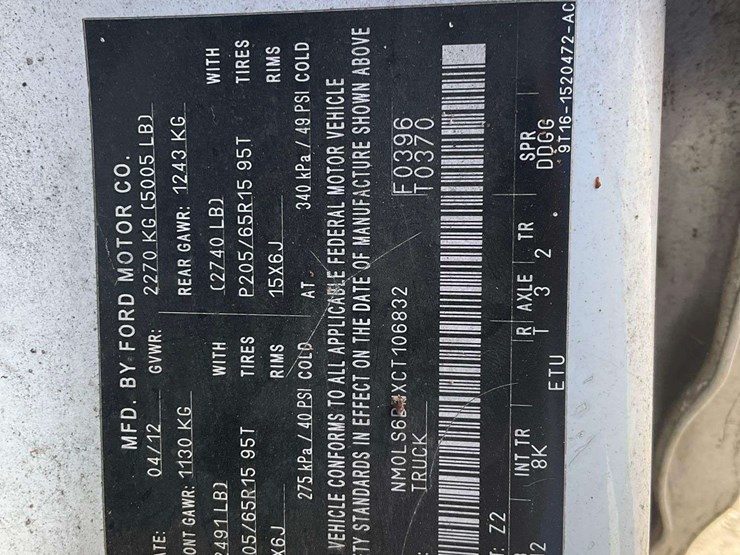 MFD. BY FORD MOTOR CO.
ATE: 04/12 GVWR: 2270 KG (5005 LB)
ONT GAWR: 1130 KG REAR GAWR: 1243 KG
2491 LB) WITH (2740 LB) WITH
05/65R15 95T TIRES P205/65R15 95T TIRES
X6J RIMS 15X6J RIMS
275 kPa / 40 PSI COLD AT 340 kPa / 49 PSI COLD
VEHICLE CONFORMS TO ALL APPLICABLE FEDERAL MOTOR VEHICLE
TY STANDARDS IN EFFECT ON THE DATE OF MANUFACTURE SHOWN ABOVE
F0396
TRUCK T0370
: Z2 INT TR R AXLE TR SPR
2 8K T 3 2 DDGG
ETU 9T16-1520472-AC